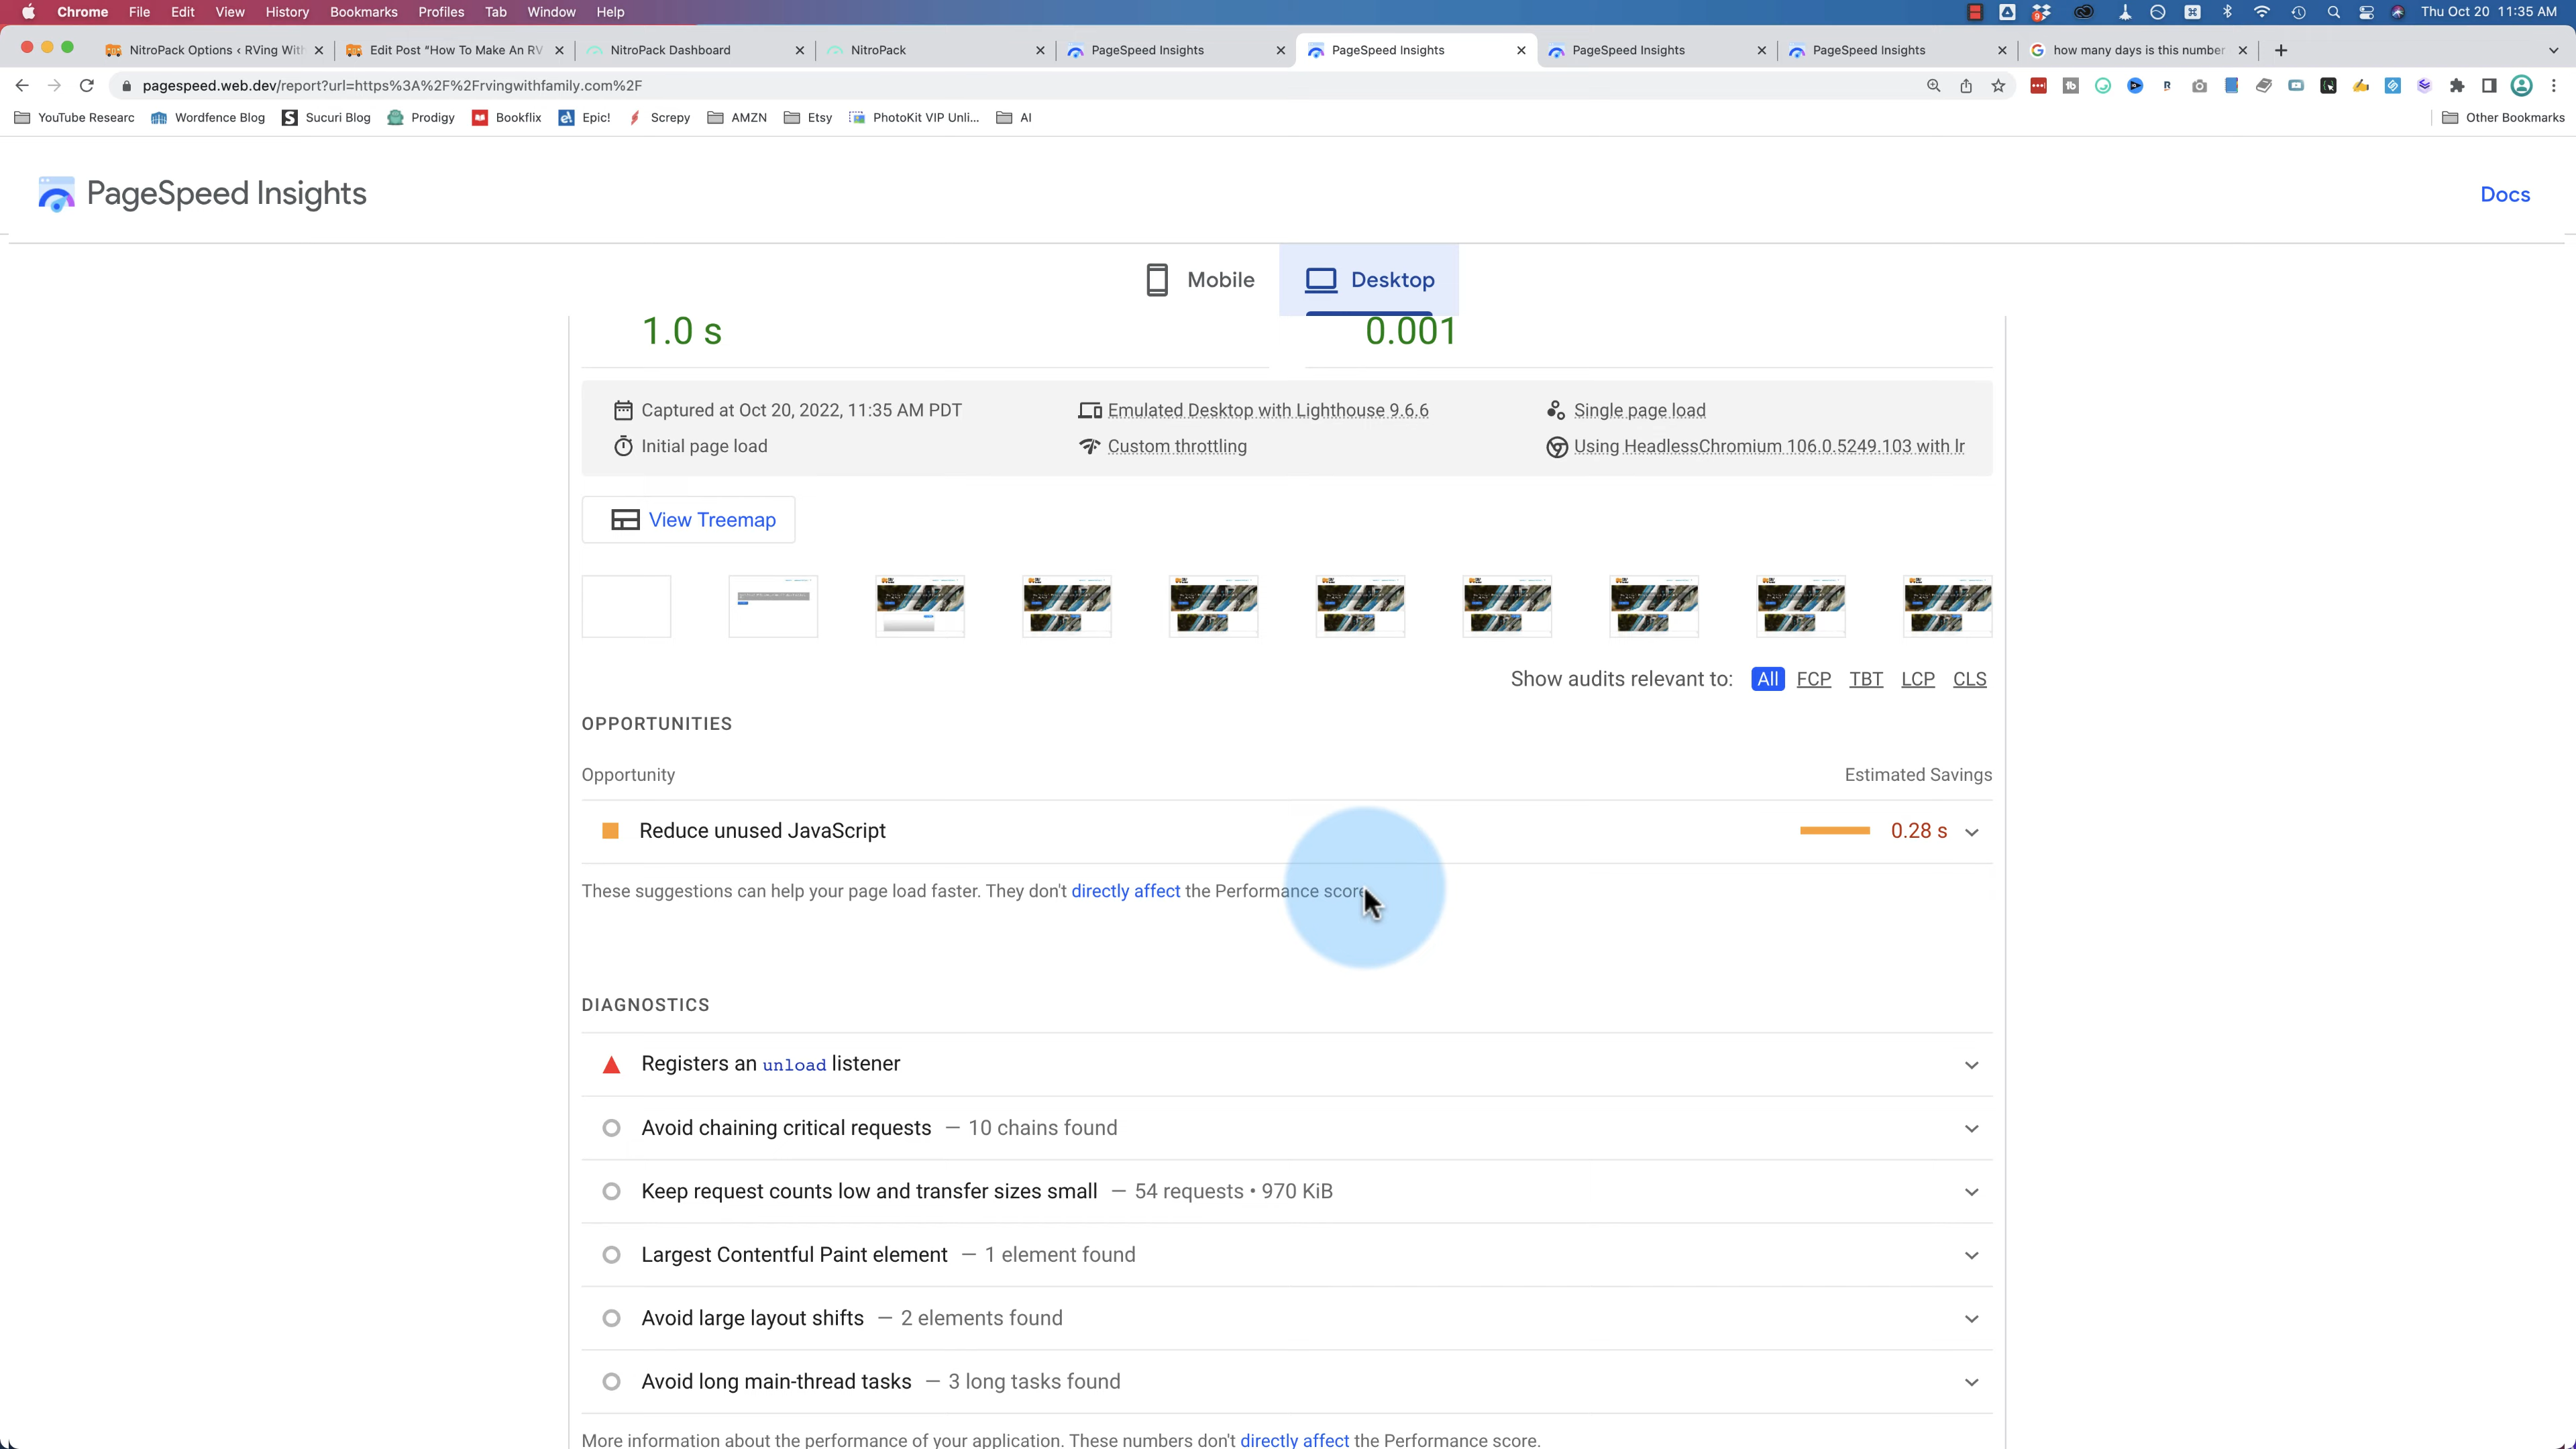 Chrome File Edit View History Bookmarks Profiles Tab Window Help Thu Oct 20 11:35 AM
NitroPack Options ‹ RVing With Edit Post "How To Make An RV NitroPack Dashboard NitroPack PageSpeed Insights PageSpeed Insights PageSpeed Insights PageSpeed Insights how many days is this number
pagespeed.web.dev/report?url=https%3A%2F%2Frvingwithfamily.com%2F
YouTube Researc Wordfence Blog Sucuri Blog Prodigy Bookflix Epic! Screpy AMZN Etsy PhotoKit VIP Unli... AI Other Bookmarks
PageSpeed Insights Docs
Mobile Desktop
1.0 s 0.001
Captured at Oct 20, 2022, 11:35 AM PDT Emulated Desktop with Lighthouse 9.6.6 Single page load
Initial page load Custom throttling Using HeadlessChromium 106.0.5249.103 with lr
View Treemap
Show audits relevant to: All FCP TBT LCP CLS
OPPORTUNITIES
Opportunity Estimated Savings
Reduce unused JavaScript 0.28 s
These suggestions can help your page load faster. They don't directly affect the Performance score
DIAGNOSTICS
Registers an unload listener
Avoid chaining critical requests — 10 chains found
Keep request counts low and transfer sizes small — 54 requests • 970 KiB
Largest Contentful Paint element — 1 element found
Avoid large layout shifts — 2 elements found
Avoid long main-thread tasks — 3 long tasks found
More information about the performance of your application. These numbers don't directly affect the Performance score.